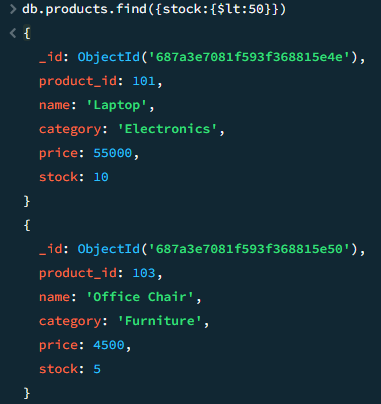 > db.products.find({stock:{$lt:50}})
< {
_id: ObjectId('687a3e7081f593f368815e4e'),
product_id: 101,
name: 'Laptop',
category: 'Electronics',
price: 55000,
stock: 10
}
{
_id: ObjectId('687a3e7081f593f368815e50'),
product_id: 103,
name: 'Office Chair',
category: 'Furniture',
price: 4500,
stock: 5
}